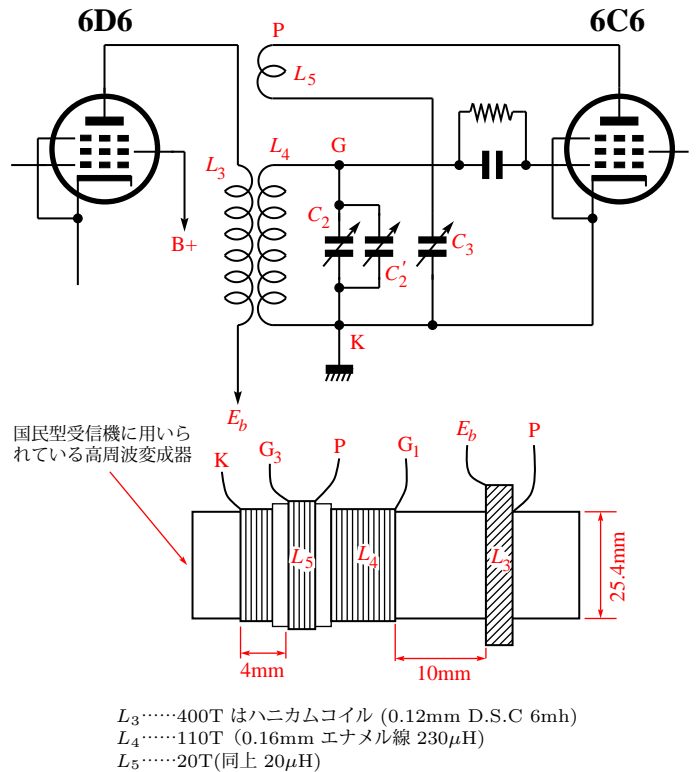 6D6
6C6
P
L5
L3
L4
G
B+
C2
C2'
C3
K
Eb
国民型受信機に用いら
れている高周波変成器
K
G3
P
G1
Eb
P
L5
L4
L3
25.4mm
4mm
10mm
L3……400T はハニカムコイル (0.12mm D.S.C 6mh)
L4……110T（0.16mm エナメル線 230μH)
L5……20T(同上 20μH)